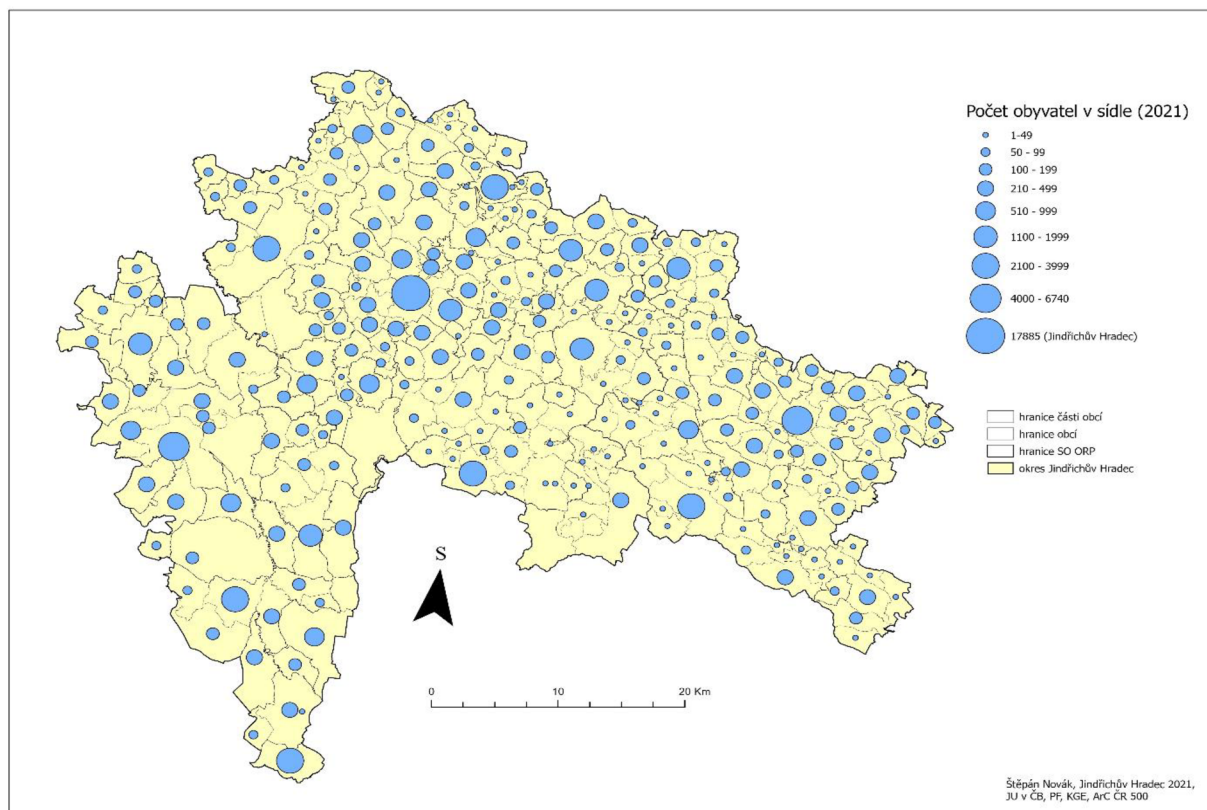 Počet obyvatel v sídle (2021)
1-49
50 - 99
100 - 199
210 - 499
510 - 999
1100 - 1999
2100 - 3999
4000 - 6740
17885 (Jindřichův Hradec)
hranice části obcí
hranice obcí
hranice SO ORP
okres Jindřichův Hradec
S
0 10 20 Km
Štěpán Novák, Jindřichův Hradec 2021,
JU v ČB, PF, KGE, ArC ČR 500